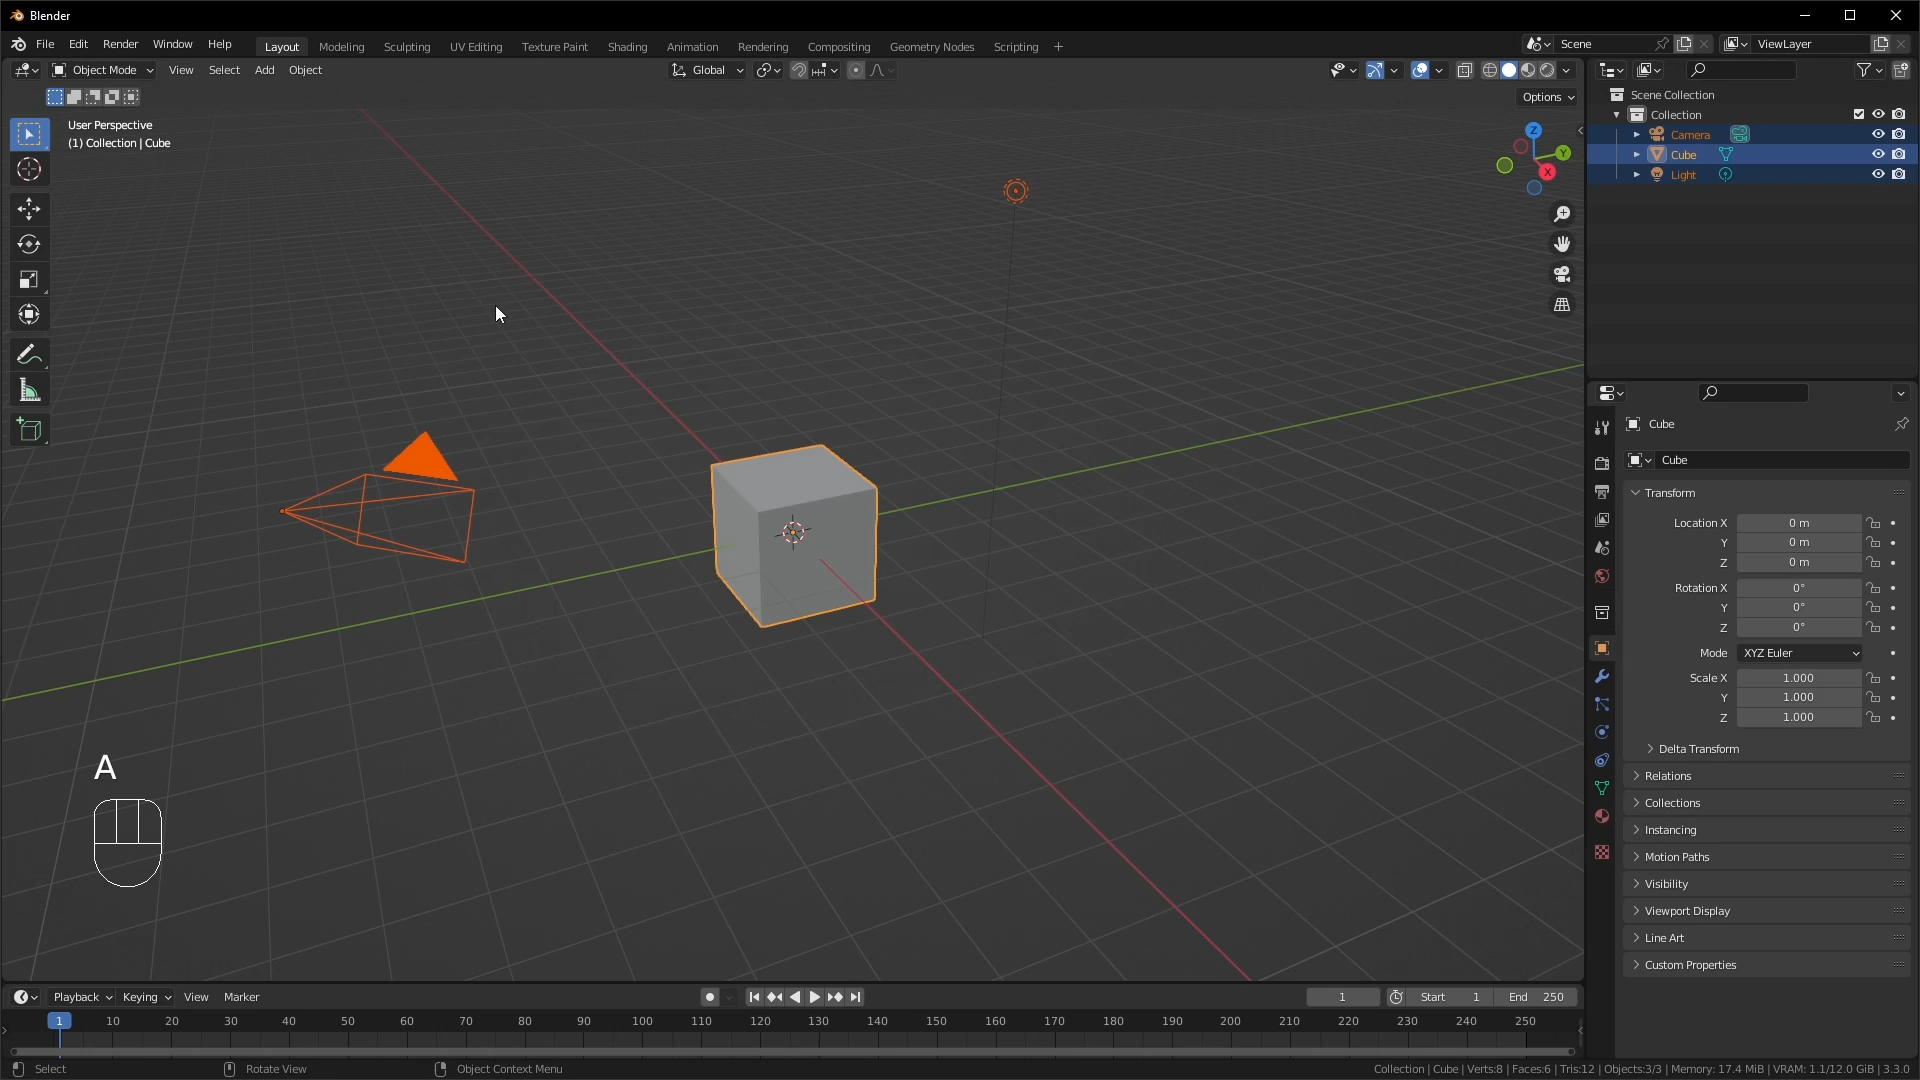 Blender
File Edit Render Window Help Layout Modeling Sculpting UV Editing Texture Paint Shading Animation Rendering Compositing Geometry Nodes Scripting + Scene ViewLayer
Object Mode View Select Add Object Global
Options
User Perspective
(1) Collection | Cube
Z
Y
X
A
Scene Collection
Collection
Camera
Cube
Light
Cube
Cube
Transform
Location X 0 m
Y 0 m
Z 0 m
Rotation X 0°
Y 0°
Z 0°
Mode XYZ Euler
Scale X 1.000
Y 1.000
Z 1.000
Delta Transform
Relations
Collections
Instancing
Motion Paths
Visibility
Viewport Display
Line Art
Custom Properties
Playback Keying View Marker 1 Start 1 End 250
1 10 20 30 40 50 60 70 80 90 100 110 120 130 140 150 160 170 180 190 200 210 220 230 240 250
Select Rotate View Object Context Menu Collection | Cube | Verts:8 | Faces:6 | Tris:12 | Objects:3/3 | Memory: 17.4 MiB | VRAM: 1.1/12.0 GiB | 3.3.0